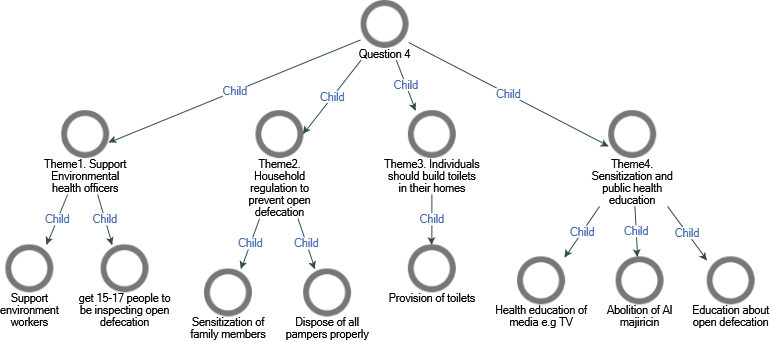 Question 4
Child
Child
Child
Child
Theme1. Support
Environmental
health officers
Theme2.
Household
regulation to
prevent open
defecation
Theme3. Individuals
should build toilets
in their homes
Theme4.
Sensitization and
public health
education
Child
Child
Child
Child
Child
Child
Child
Child
Support
environment
workers
get 15-17 people to
be inspecting open
defecation
Sensitization of
family members
Dispose of all
pampers properly
Provision of toilets
Health education of
media e.g TV
Abolition of Al
majiricin
Education about
open defecation